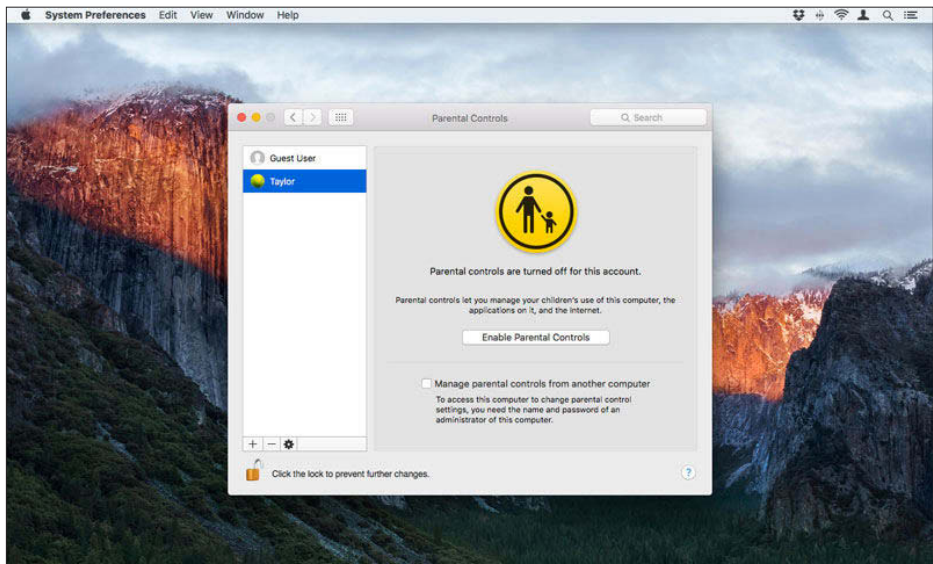 System Preferences Edit View Window Help
Parental Controls
Search
Guest User
Taylor
Parental controls are turned off for this account.
Parental controls let you manage your children's use of this computer, the
applications on it, and the Internet.
Enable Parental Controls
Manage parental controls from another computer
To access this computer to change parental control
settings, you need the name and password of an
administrator of this computer.
Click the lock to prevent further changes.
?